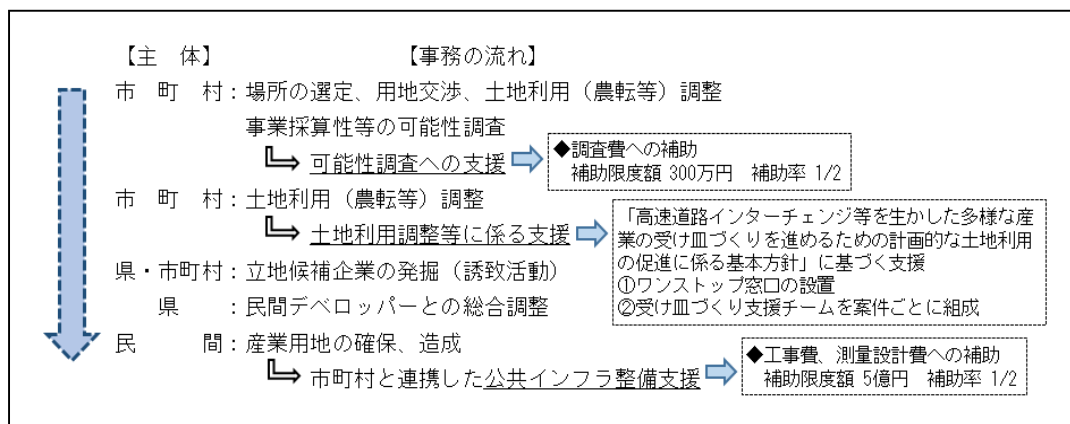 【主　体】　　　　　　　【事務の流れ】
市　町　村：場所の選定、用地交渉、土地利用（農転等）調整
事業採算性等の可能性調査
可能性調査への支援
◆調査費への補助
補助限度額 300万円　補助率 1/2
市　町　村：土地利用（農転等）調整
土地利用調整等に係る支援
「高速道路インターチェンジ等を生かした多様な産
業の受け皿づくりを進めるための計画的な土地利用
の促進に係る基本方針」に基づく支援
①ワンストップ窓口の設置
②受け皿づくり支援チームを案件ごとに組成
県・市町村：立地候補企業の発掘（誘致活動）
県　　：民間デベロッパーとの総合調整
民　　　間：産業用地の確保、造成
市町村と連携した公共インフラ整備支援
◆工事費、測量設計費への補助
補助限度額 5億円　補助率 1/2